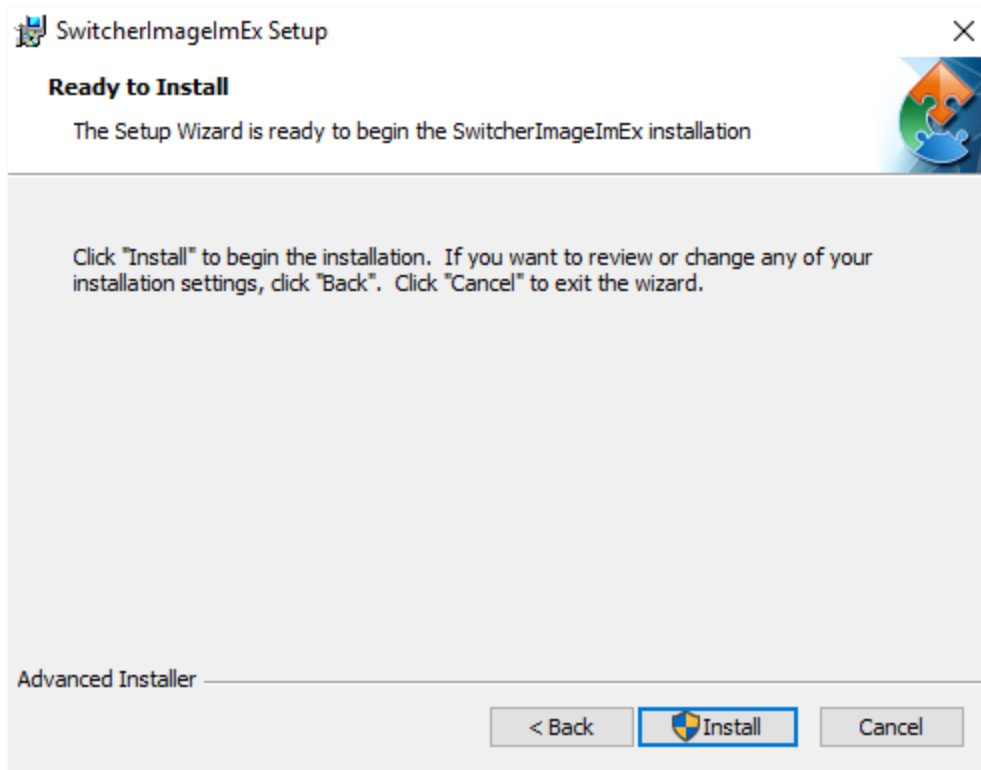 SwitcherImageImEx Setup
Ready to Install
The Setup Wizard is ready to begin the SwitcherImageImEx installation
Click "Install" to begin the installation.  If you want to review or change any of your
installation settings, click "Back".  Click "Cancel" to exit the wizard.
Advanced Installer
< Back
Install
Cancel